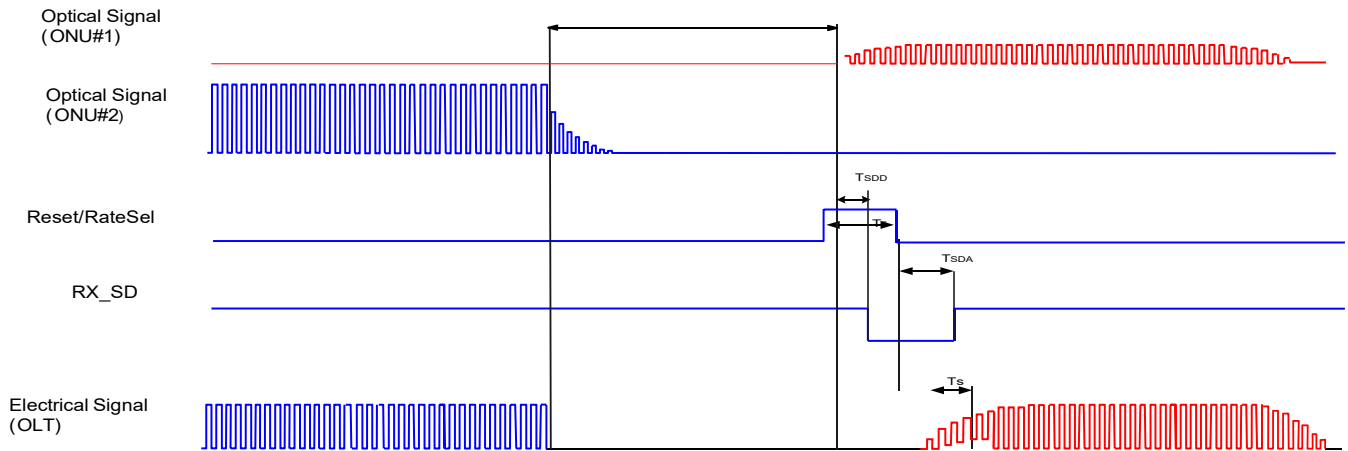 Optical Signal
(ONU#1)
Optical Signal
(ONU#2)
TSDD
Reset/RateSel
TSDA
RX_SD
Ts
Electrical Signal
(OLT)